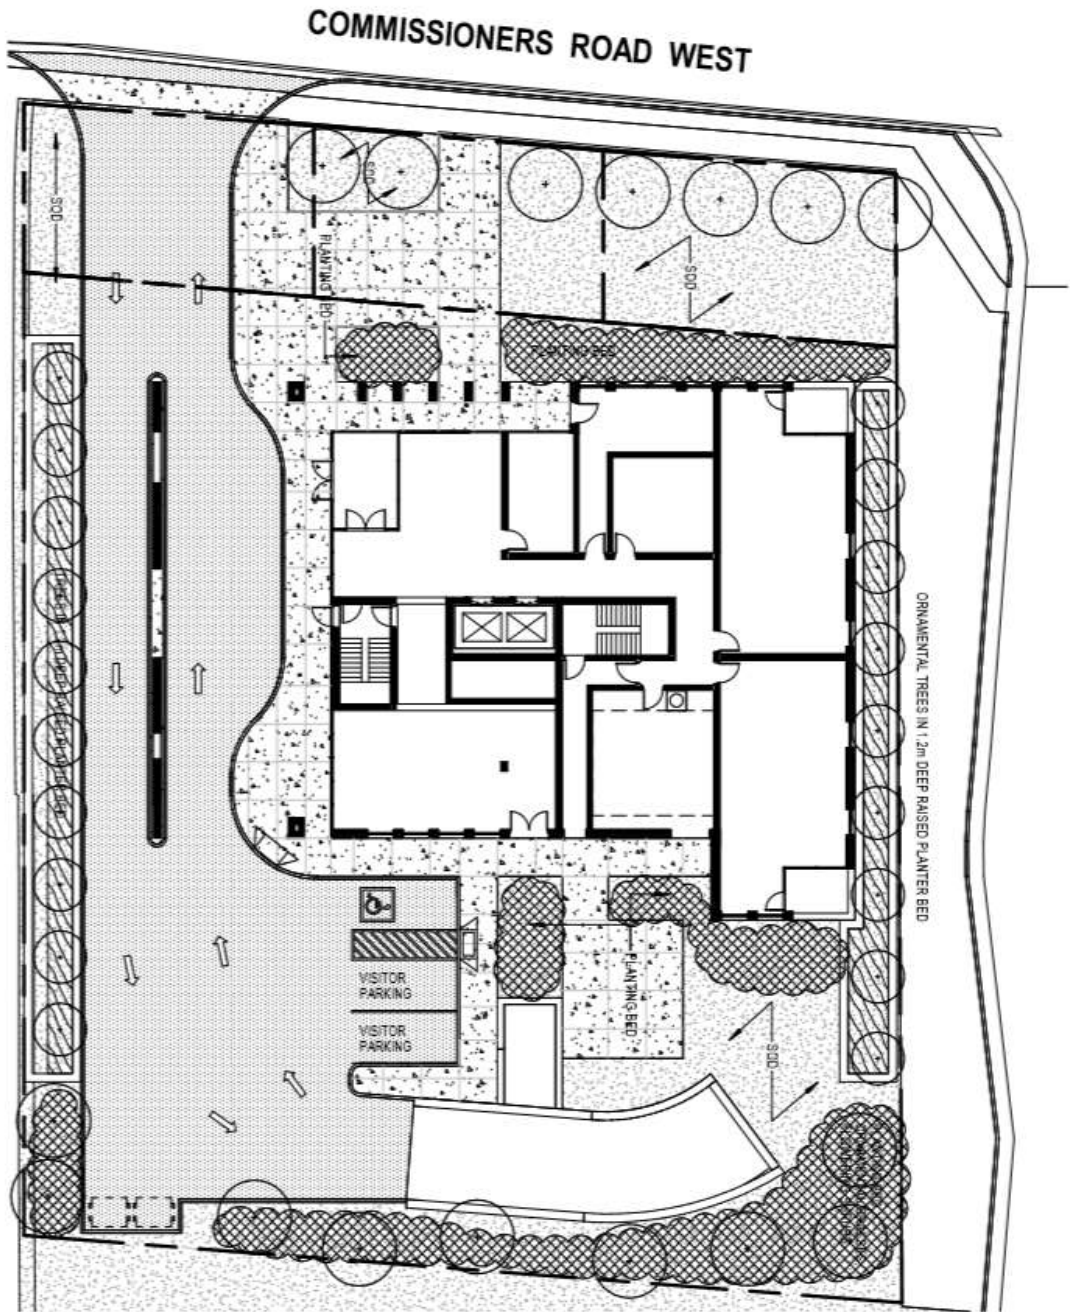 COMMISSIONERS ROAD WEST
SOD
SOD
PLANTING BED
SOD
PLANTING BED
ORNAMENTAL TREES IN 1.2m DEEP RAISED PLANTER BED
VISITOR
PARKING
VISITOR
PARKING
PLANTING BED
SOD